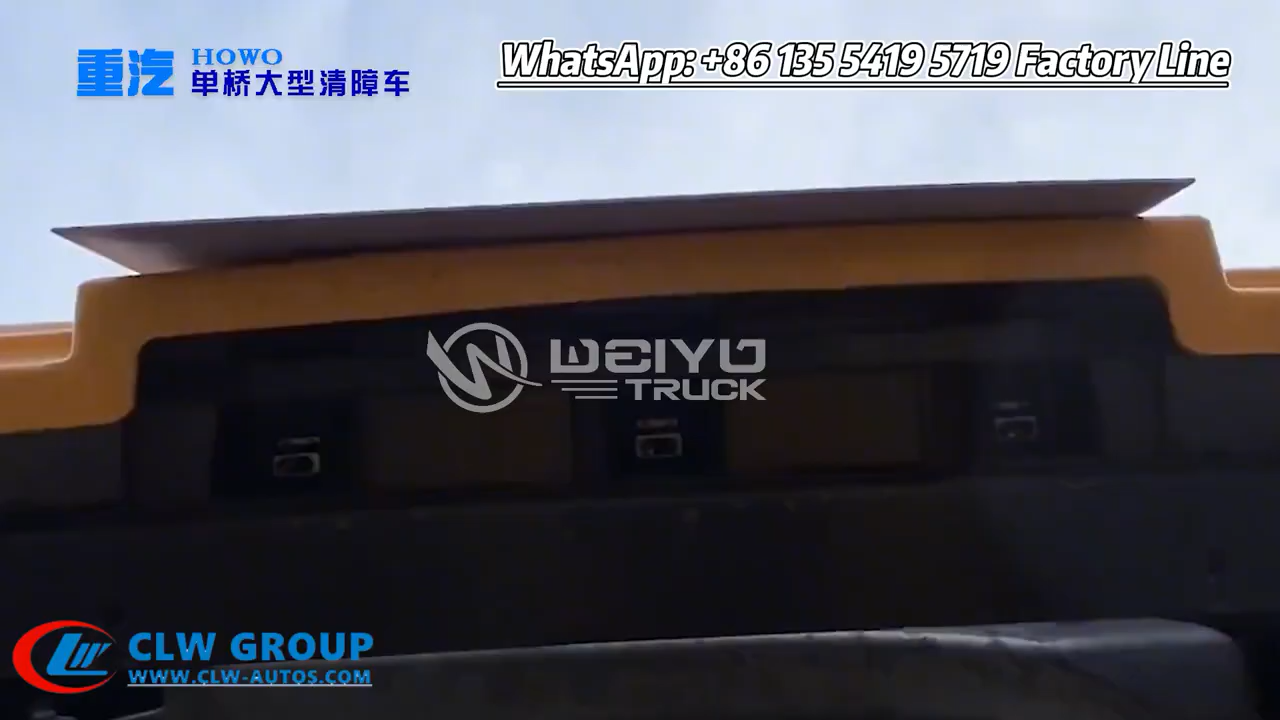 重汽 HOWO
单桥大型清障车
WhatsApp: +86 135 5419 5719 Factory Line
WEIYU
TRUCK
CLW GROUP
WWW.CLW-AUTOS.COM